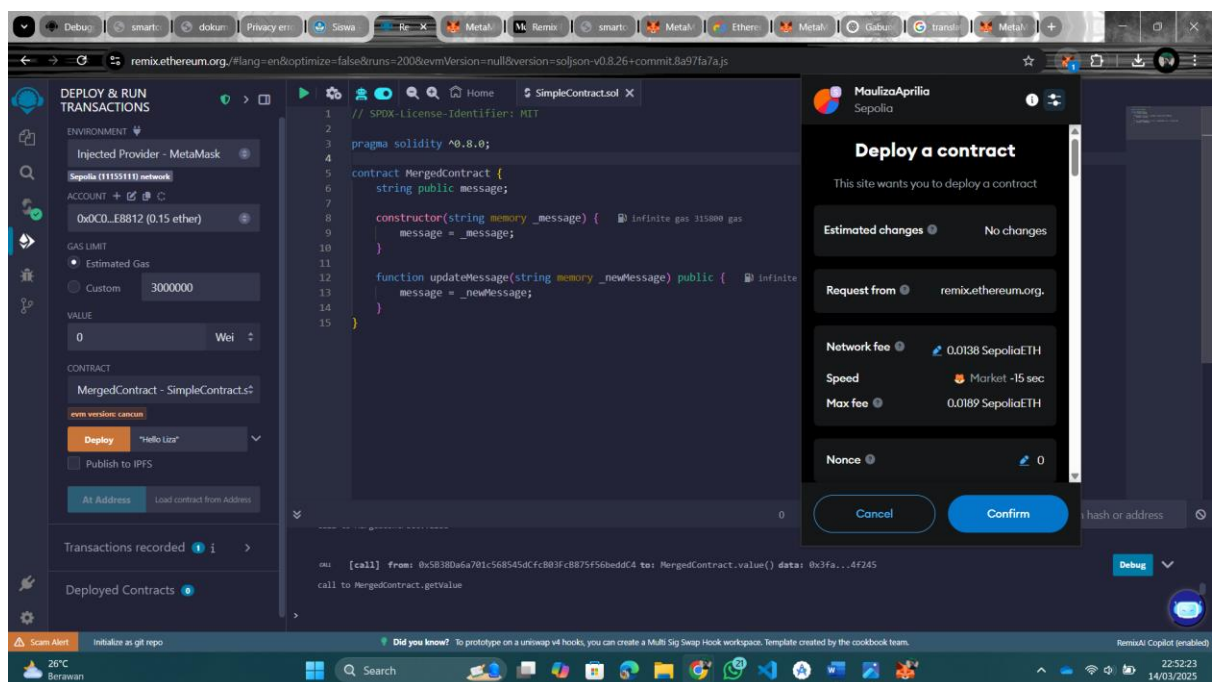 Debug
smarto
dokum
Privacy erro
Siswa
Re
MetaM
Remix
smarto
MetaM
Ethere
MetaM
Gabun
transla
MetaM
remix.ethereum.org./#lang=en&optimize=false&runs=200&evmVersion=null&version=soljson-v0.8.26+commit.8a97fa7a.js
DEPLOY & RUN
TRANSACTIONS
ENVIRONMENT
Injected Provider - MetaMask
Sepolia (11155111) network
ACCOUNT
0x0C0...E8812 (0.15 ether)
GAS LIMIT
Estimated Gas
Custom 3000000
VALUE
0 Wei
CONTRACT
MergedContract - SimpleContract.s
evm version: cancun
Deploy "Hello Liza"
Publish to IPFS
At Address Load contract from Address
Transactions recorded 1 i
Deployed Contracts 0
Home SimpleContract.sol
1 // SPDX-License-Identifier: MIT
2
3 pragma solidity ^0.8.0;
4
5 contract MergedContract {
6 string public message;
7
8 constructor(string memory _message) { infinite gas 315800 gas
9 message = _message;
10 }
11
12 function updateMessage(string memory _newMessage) public { infinite
13 message = _newMessage;
14 }
15 }
MaulizaAprilia
Sepolia
Deploy a contract
This site wants you to deploy a contract
Estimated changes No changes
Request from remix.ethereum.org.
Network fee 0.0138 SepoliaETH
Speed Market ~15 sec
Max fee 0.0189 SepoliaETH
Nonce 0
Cancel Confirm
0
hash or address
CALL [call] from: 0x5B38Da6a701c568545dCfcB03FcB875f56beddC4 to: MergedContract.value() data: 0x3fa...4f245
Debug
call to MergedContract.getValue
>
Scam Alert Initialize as git repo
Did you know? To prototype on a uniswap v4 hooks, you can create a Multi Sig Swap Hook workspace. Template created by the cookbook team.
RemixAI Copilot (enabled)
26°C
Berawan
Search
22:52:23
14/03/2025